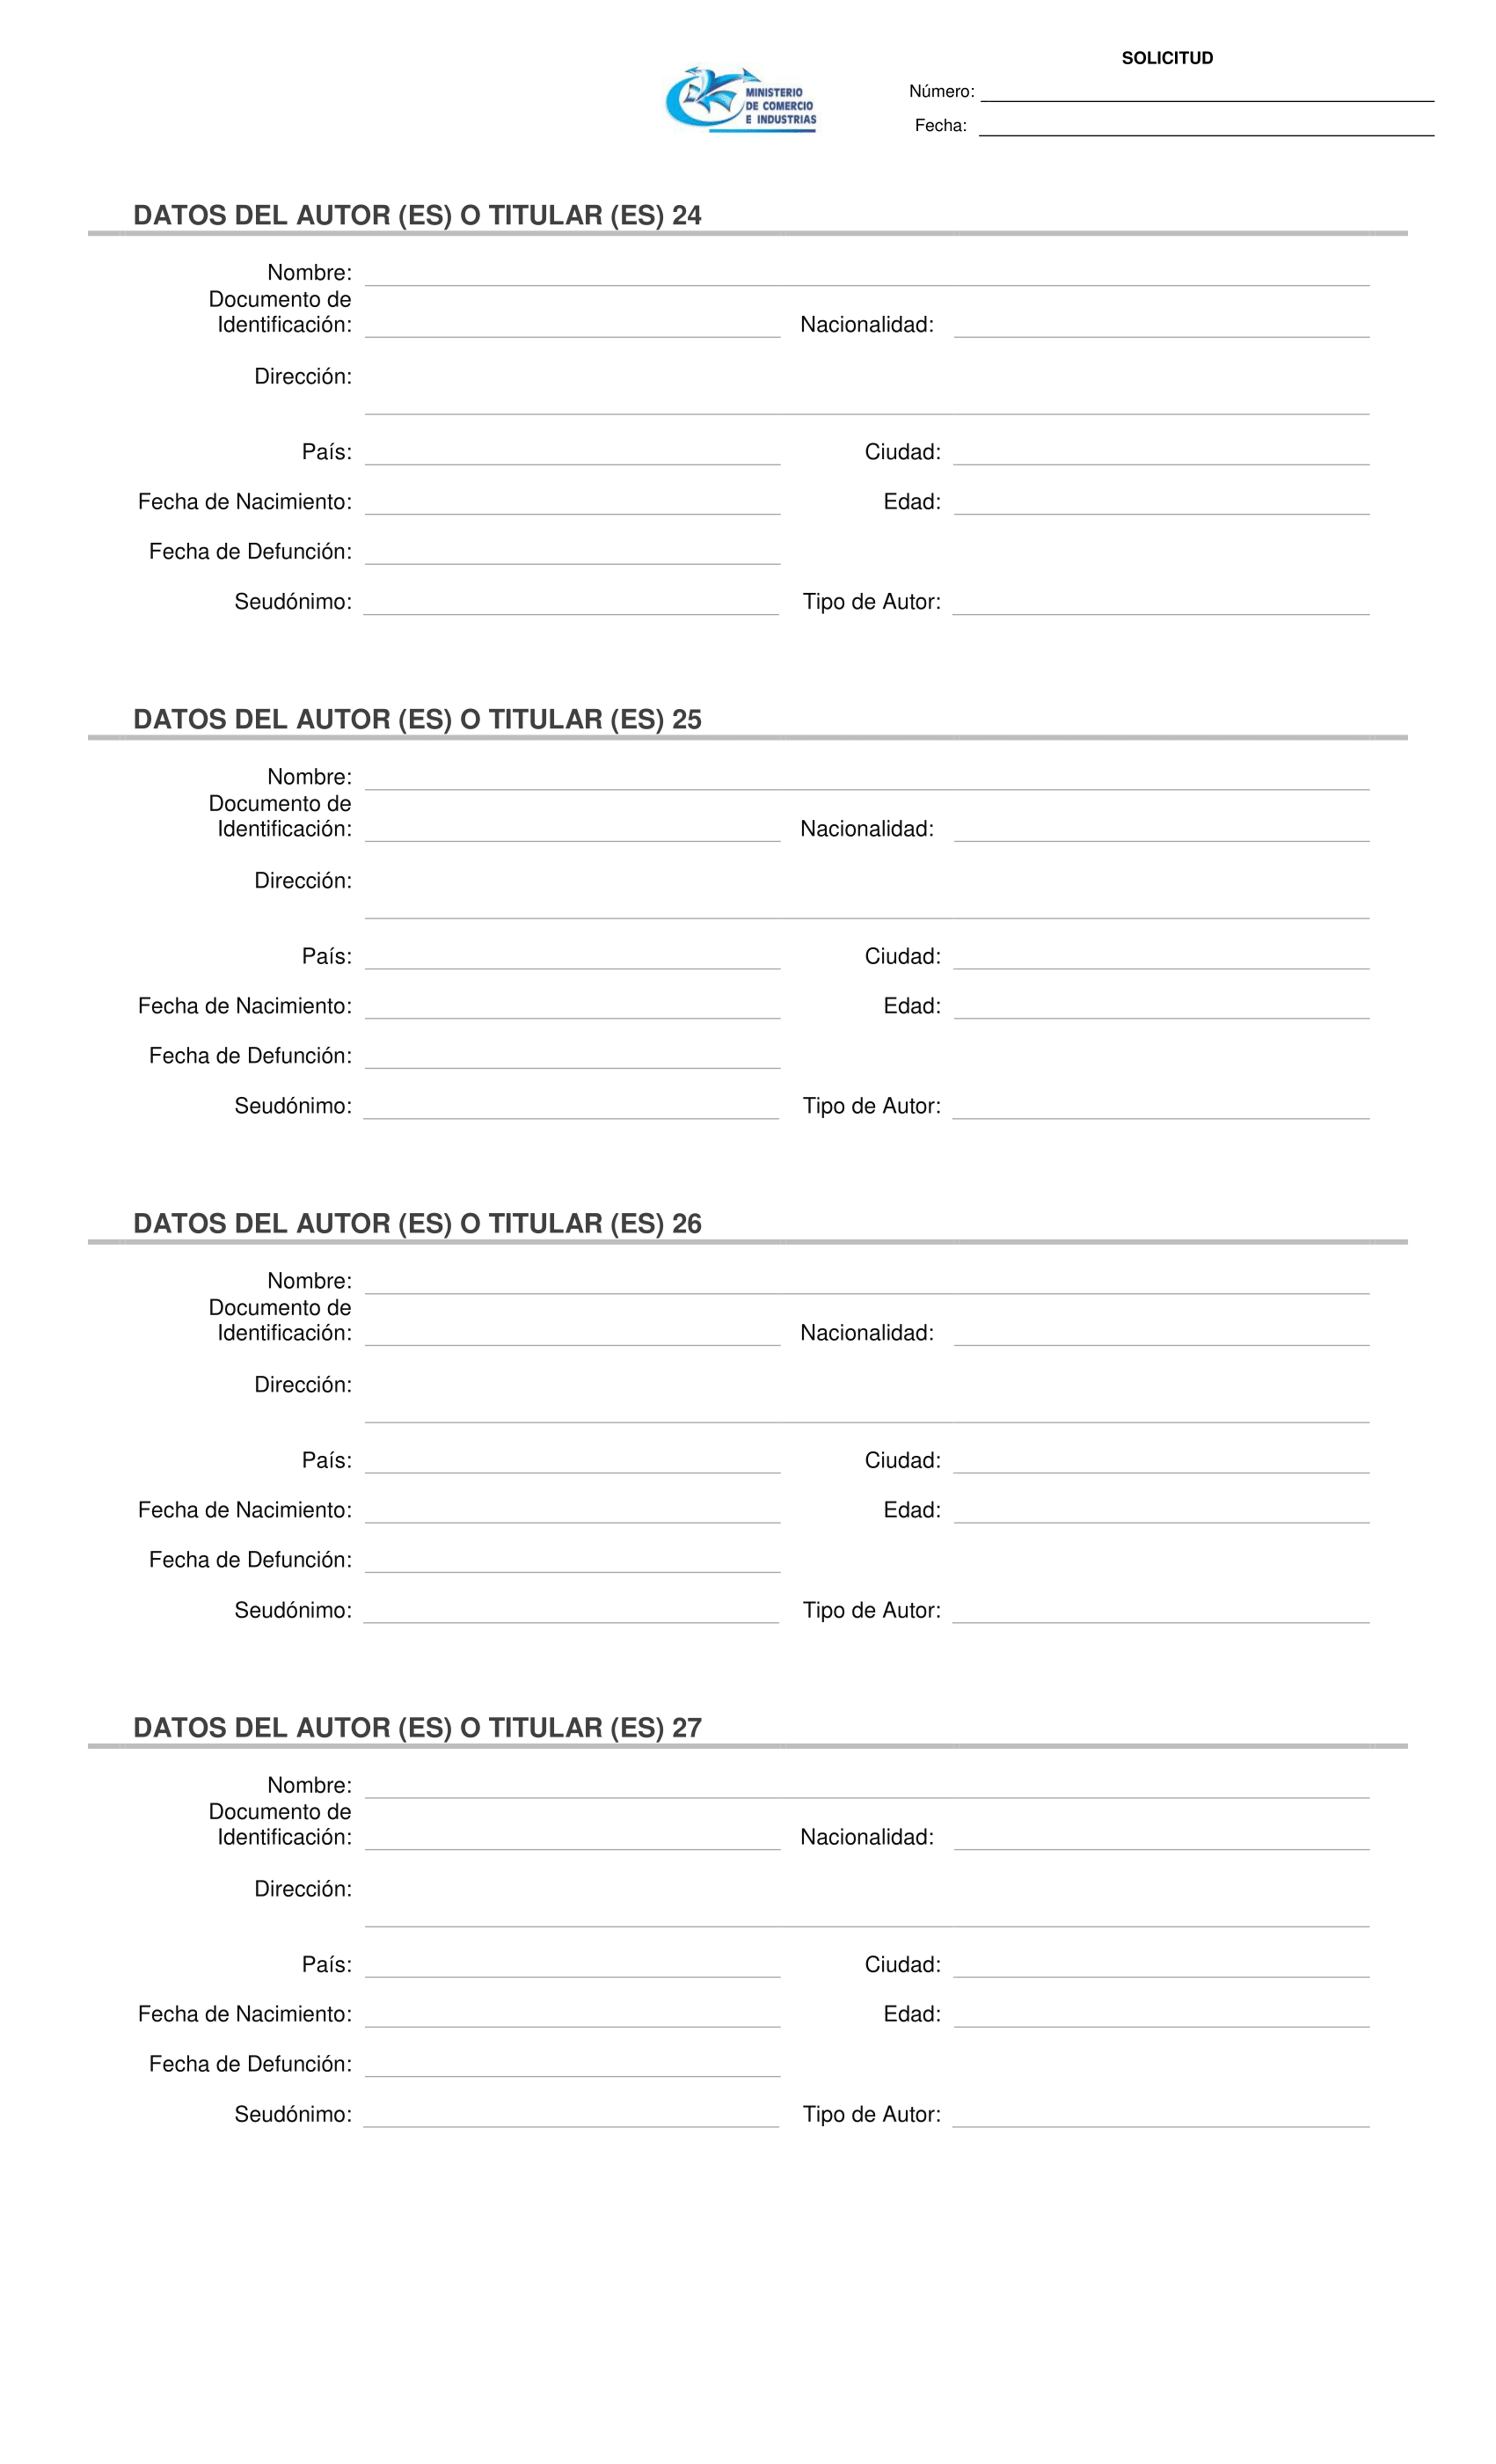 SOLICITUD
MINISTERIO
DE COMERCIO
E INDUSTRIAS
Número:
Fecha:
DATOS DEL AUTOR (ES) O TITULAR (ES) 24
Nombre:
Documento de
Identificación: Nacionalidad:
Dirección:
País: Ciudad:
Fecha de Nacimiento: Edad:
Fecha de Defunción:
Seudónimo: Tipo de Autor:
DATOS DEL AUTOR (ES) O TITULAR (ES) 25
Nombre:
Documento de
Identificación: Nacionalidad:
Dirección:
País: Ciudad:
Fecha de Nacimiento: Edad:
Fecha de Defunción:
Seudónimo: Tipo de Autor:
DATOS DEL AUTOR (ES) O TITULAR (ES) 26
Nombre:
Documento de
Identificación: Nacionalidad:
Dirección:
País: Ciudad:
Fecha de Nacimiento: Edad:
Fecha de Defunción:
Seudónimo: Tipo de Autor:
DATOS DEL AUTOR (ES) O TITULAR (ES) 27
Nombre:
Documento de
Identificación: Nacionalidad:
Dirección:
País: Ciudad:
Fecha de Nacimiento: Edad:
Fecha de Defunción:
Seudónimo: Tipo de Autor: